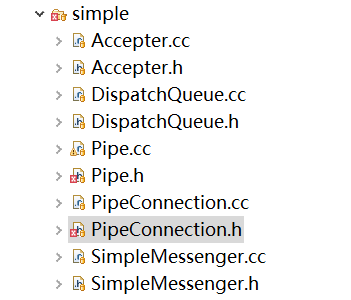 simple
Accepter.cc
Accepter.h
DispatchQueue.cc
DispatchQueue.h
Pipe.cc
Pipe.h
PipeConnection.cc
PipeConnection.h
SimpleMessenger.cc
SimpleMessenger.h